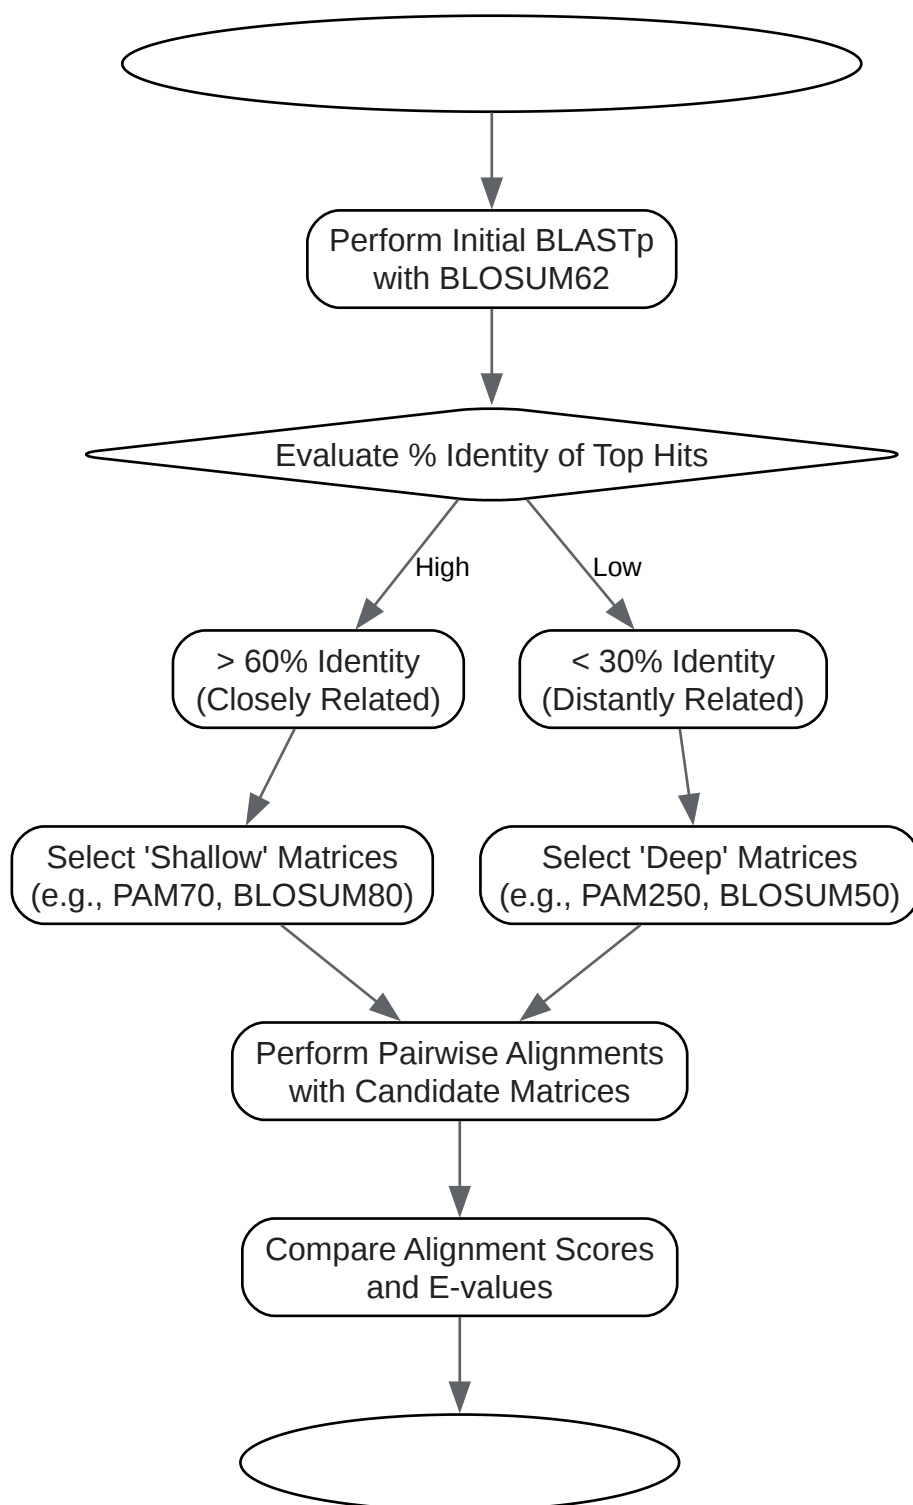 Perform Initial BLASTp
with BLOSUM62
Evaluate % Identity of Top Hits
High
Low
> 60% Identity
(Closely Related)
< 30% Identity
(Distantly Related)
Select 'Shallow' Matrices
(e.g., PAM70, BLOSUM80)
Select 'Deep' Matrices
(e.g., PAM250, BLOSUM50)
Perform Pairwise Alignments
with Candidate Matrices
Compare Alignment Scores
and E-values